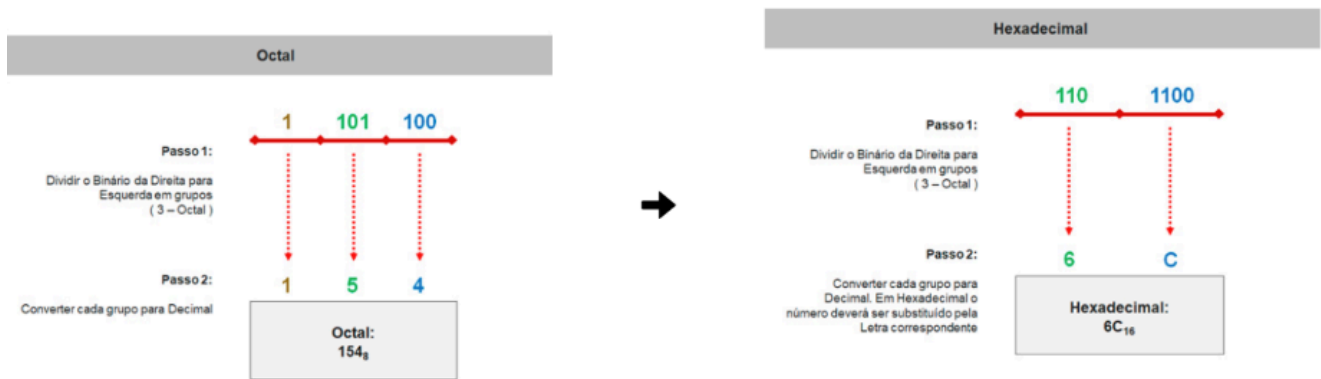 Octal
1 101 100
Passo 1:
Dividir o Binário da Direita para
Esquerda em grupos
( 3 – Octal )
Passo 2:
1 5 4
Converter cada grupo para Decimal
Octal:
154₈
Hexadecimal
110 1100
Passo 1:
Dividir o Binário da Direita para
Esquerda em grupos
( 3 – Octal )
Passo 2:
6 C
Converter cada grupo para
Decimal. Em Hexadecimal o
número deverá ser substituído pela
Letra correspondente
Hexadecimal:
6C₁₆